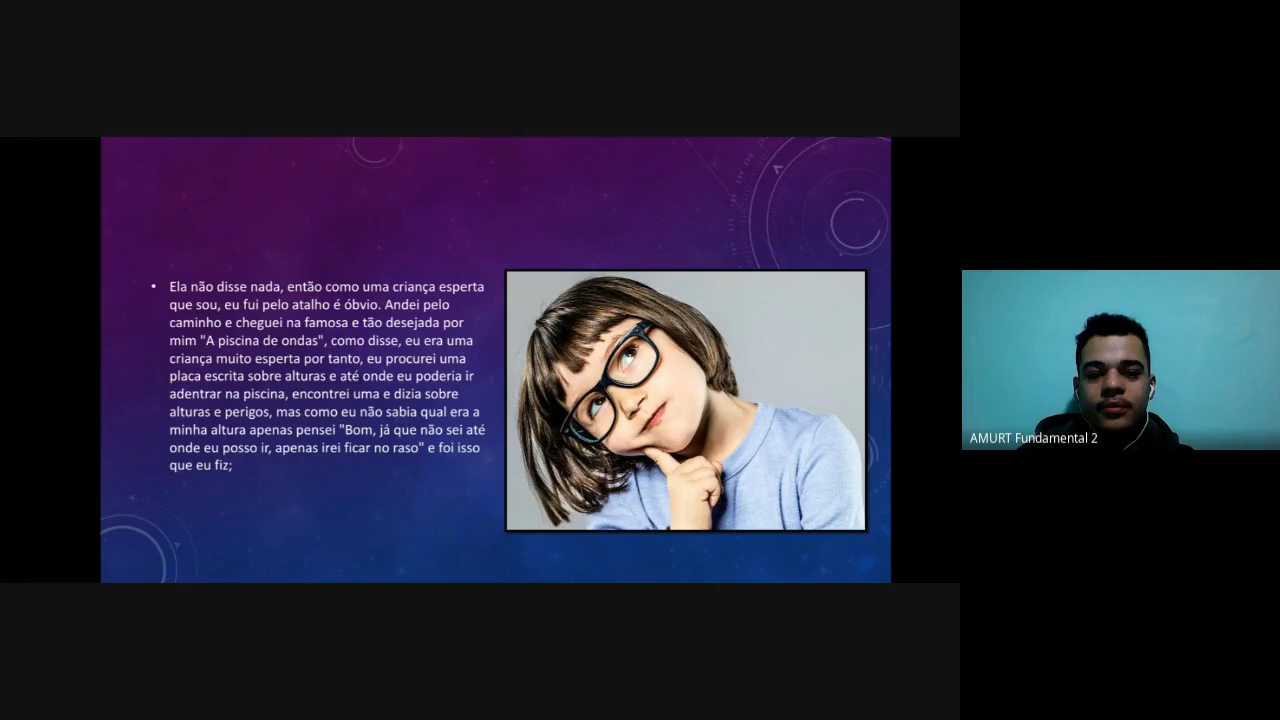 • Ela não disse nada, então como uma criança esperta
que sou, eu fui pelo atalho é óbvio. Andei pelo
caminho e cheguei na famosa e tão desejada por
mim "A piscina de ondas", como disse, eu era uma
criança muito esperta por tanto, eu procurei uma
placa escrita sobre alturas e até onde eu poderia ir
adentrar na piscina, encontrei uma e dizia sobre
alturas e perigos, mas como eu não sabia qual era a
minha altura apenas pensei "Bom, já que não sei até
onde eu posso ir, apenas irei ficar no raso" e foi isso
que eu fiz;
AMURT Fundamental 2